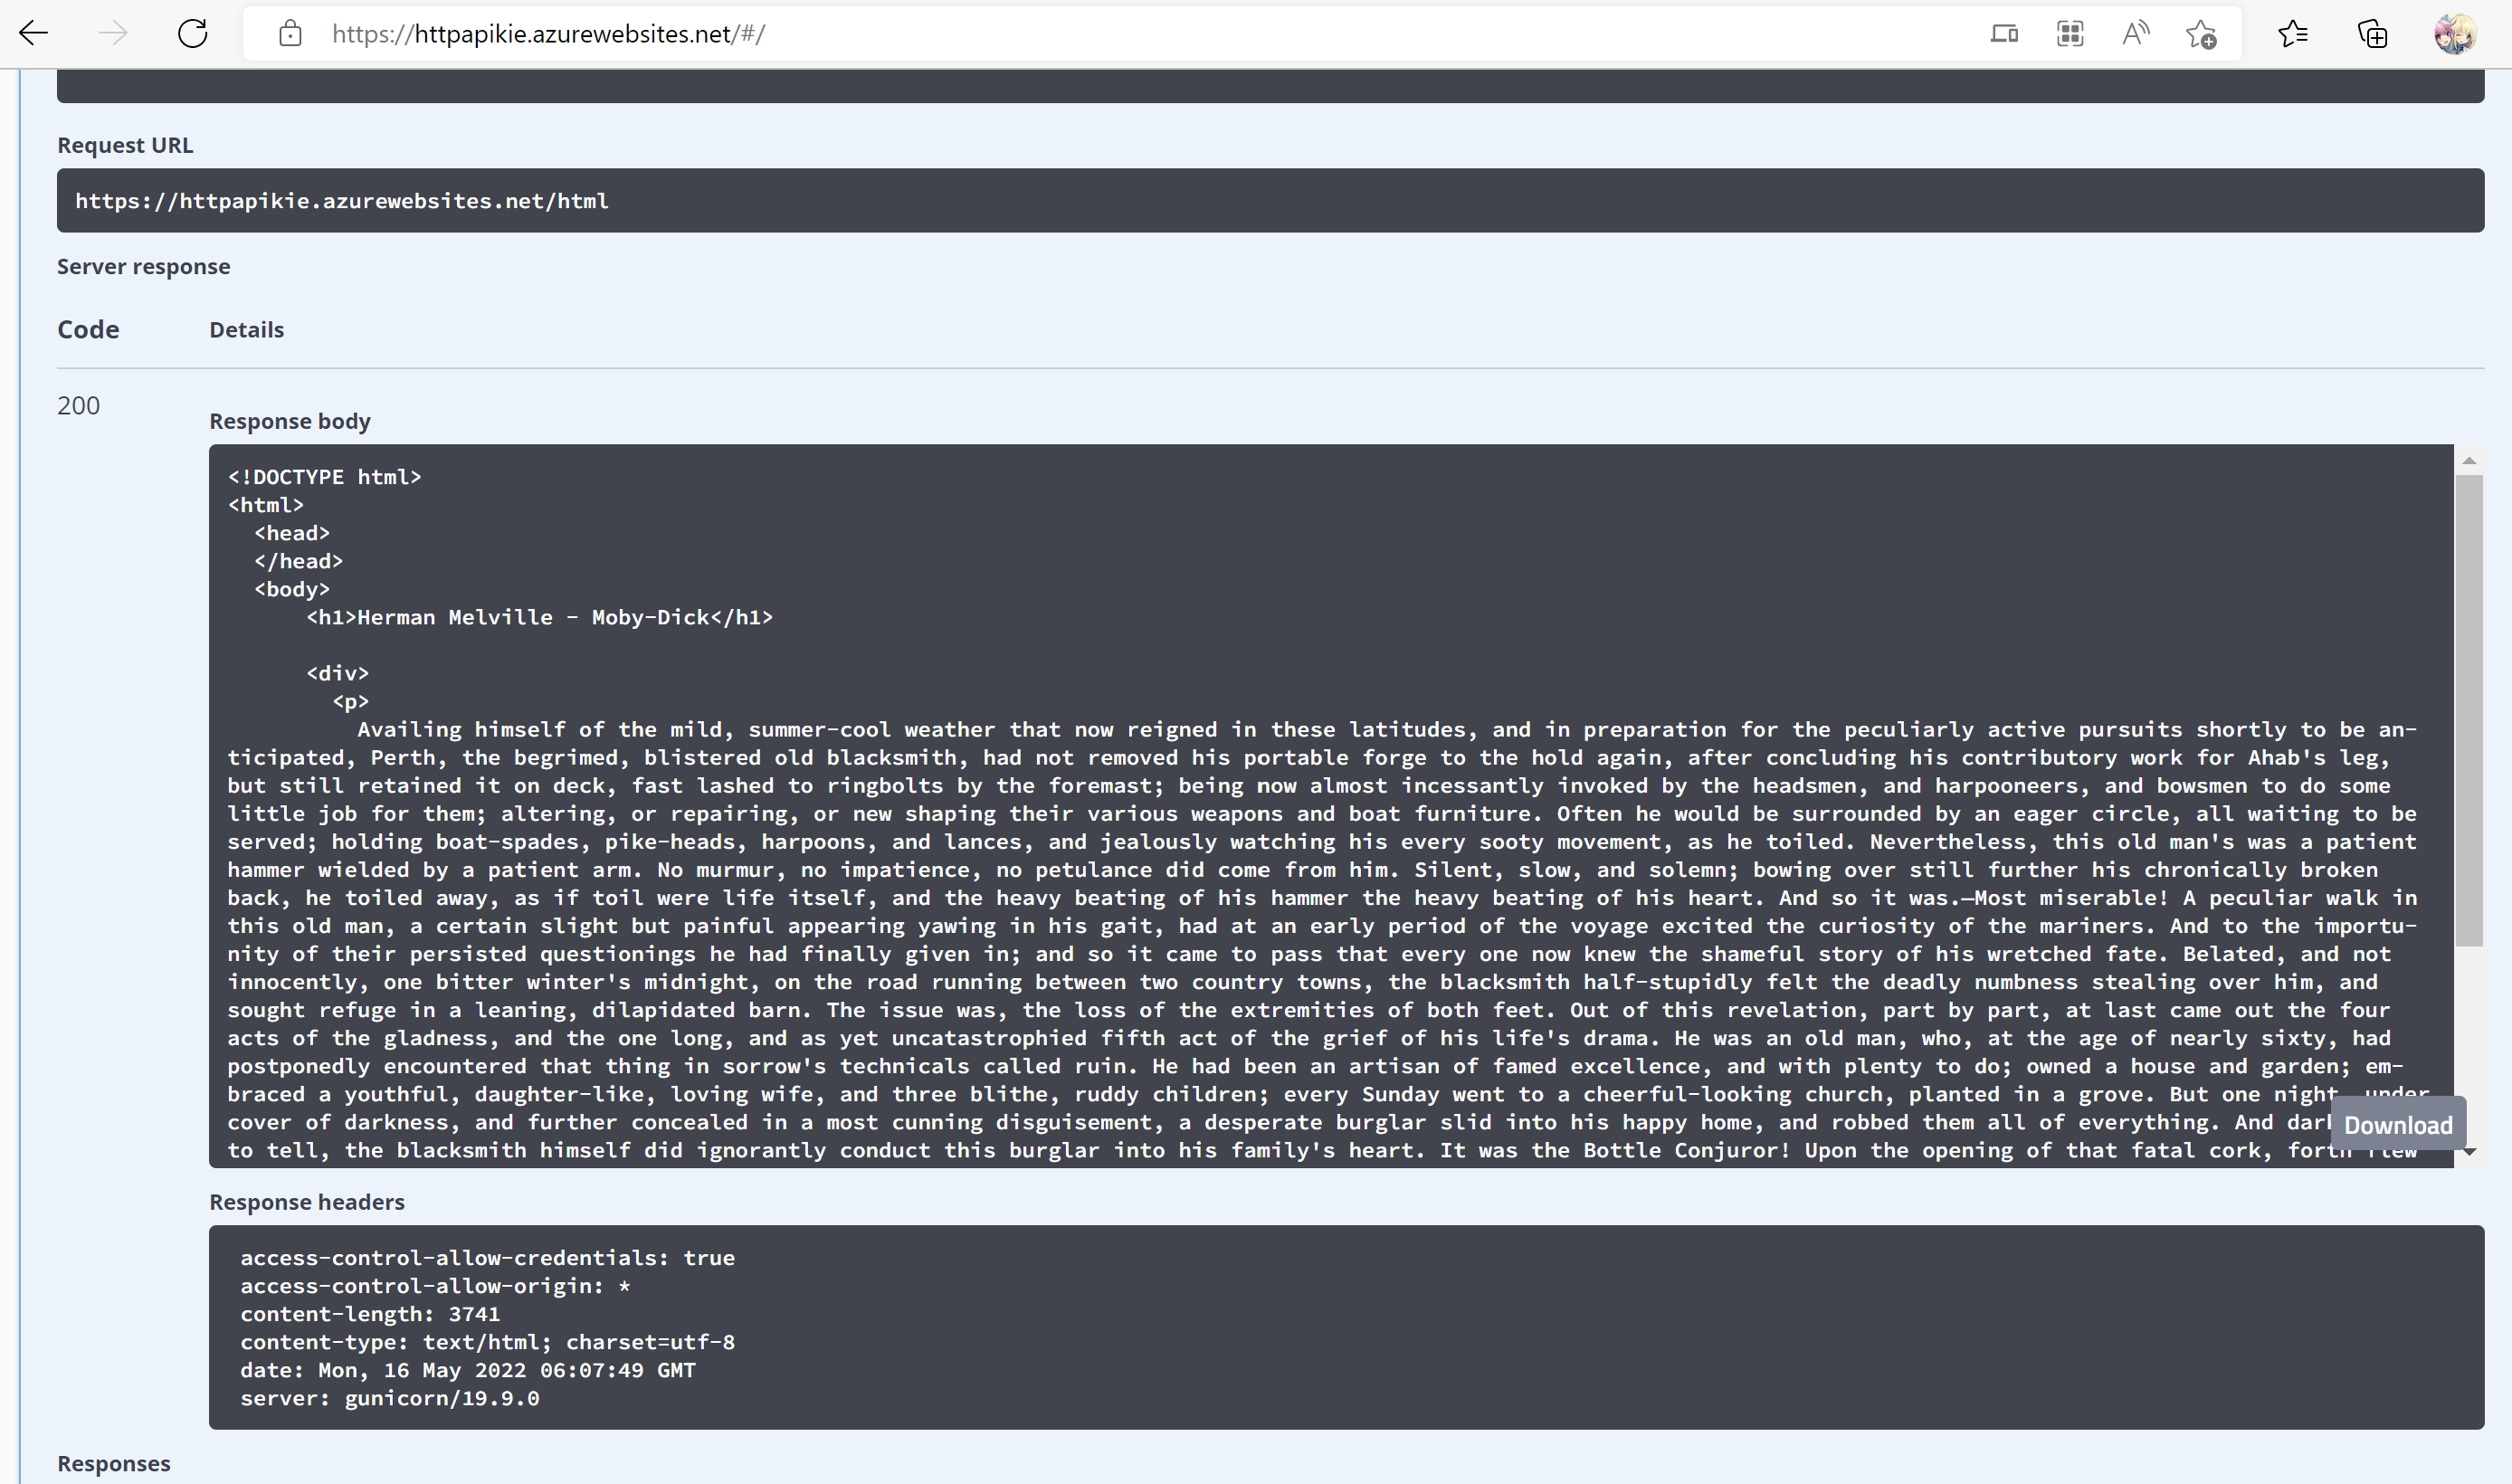 https://httpapikie.azurewebsites.net/#/
Request URL
https://httpapikie.azurewebsites.net/html
Server response
Code Details
200
Response body
<!DOCTYPE html>
<html>
  <head>
  </head>
  <body>
      <h1>Herman Melville - Moby-Dick</h1>
      <div>
        <p>
          Availing himself of the mild, summer-cool weather that now reigned in these latitudes, and in preparation for the peculiarly active pursuits shortly to be an-
ticipated, Perth, the begrimed, blistered old blacksmith, had not removed his portable forge to the hold again, after concluding his contributory work for Ahab's leg,
but still retained it on deck, fast lashed to ringbolts by the foremast; being now almost incessantly invoked by the headsmen, and harpooneers, and bowsmen to do some
little job for them; altering, or repairing, or new shaping their various weapons and boat furniture. Often he would be surrounded by an eager circle, all waiting to be
served; holding boat-spades, pike-heads, harpoons, and lances, and jealously watching his every sooty movement, as he toiled. Nevertheless, this old man's was a patient
hammer wielded by a patient arm. No murmur, no impatience, no petulance did come from him. Silent, slow, and solemn; bowing over still further his chronically broken
back, he toiled away, as if toil were life itself, and the heavy beating of his hammer the heavy beating of his heart. And so it was.—Most miserable! A peculiar walk in
this old man, a certain slight but painful appearing yawing in his gait, had at an early period of the voyage excited the curiosity of the mariners. And to the importu-
nity of their persisted questionings he had finally given in; and so it came to pass that every one now knew the shameful story of his wretched fate. Belated, and not
innocently, one bitter winter's midnight, on the road running between two country towns, the blacksmith half-stupidly felt the deadly numbness stealing over him, and
sought refuge in a leaning, dilapidated barn. The issue was, the loss of the extremities of both feet. Out of this revelation, part by part, at last came out the four
acts of the gladness, and the one long, and as yet uncatastrophied fifth act of the grief of his life's drama. He was an old man, who, at the age of nearly sixty, had
postponedly encountered that thing in sorrow's technicals called ruin. He had been an artisan of famed excellence, and with plenty to do; owned a house and garden; em-
braced a youthful, daughter-like, loving wife, and three blithe, ruddy children; every Sunday went to a cheerful-looking church, planted in a grove. But one night, under
cover of darkness, and further concealed in a most cunning disguisement, a desperate burglar slid into his happy home, and robbed them all of everything. And dark
to tell, the blacksmith himself did ignorantly conduct this burglar into his family's heart. It was the Bottle Conjuror! Upon the opening of that fatal cork, forth flew
Download
Response headers
access-control-allow-credentials: true
access-control-allow-origin: *
content-length: 3741
content-type: text/html; charset=utf-8
date: Mon, 16 May 2022 06:07:49 GMT
server: gunicorn/19.9.0
Responses